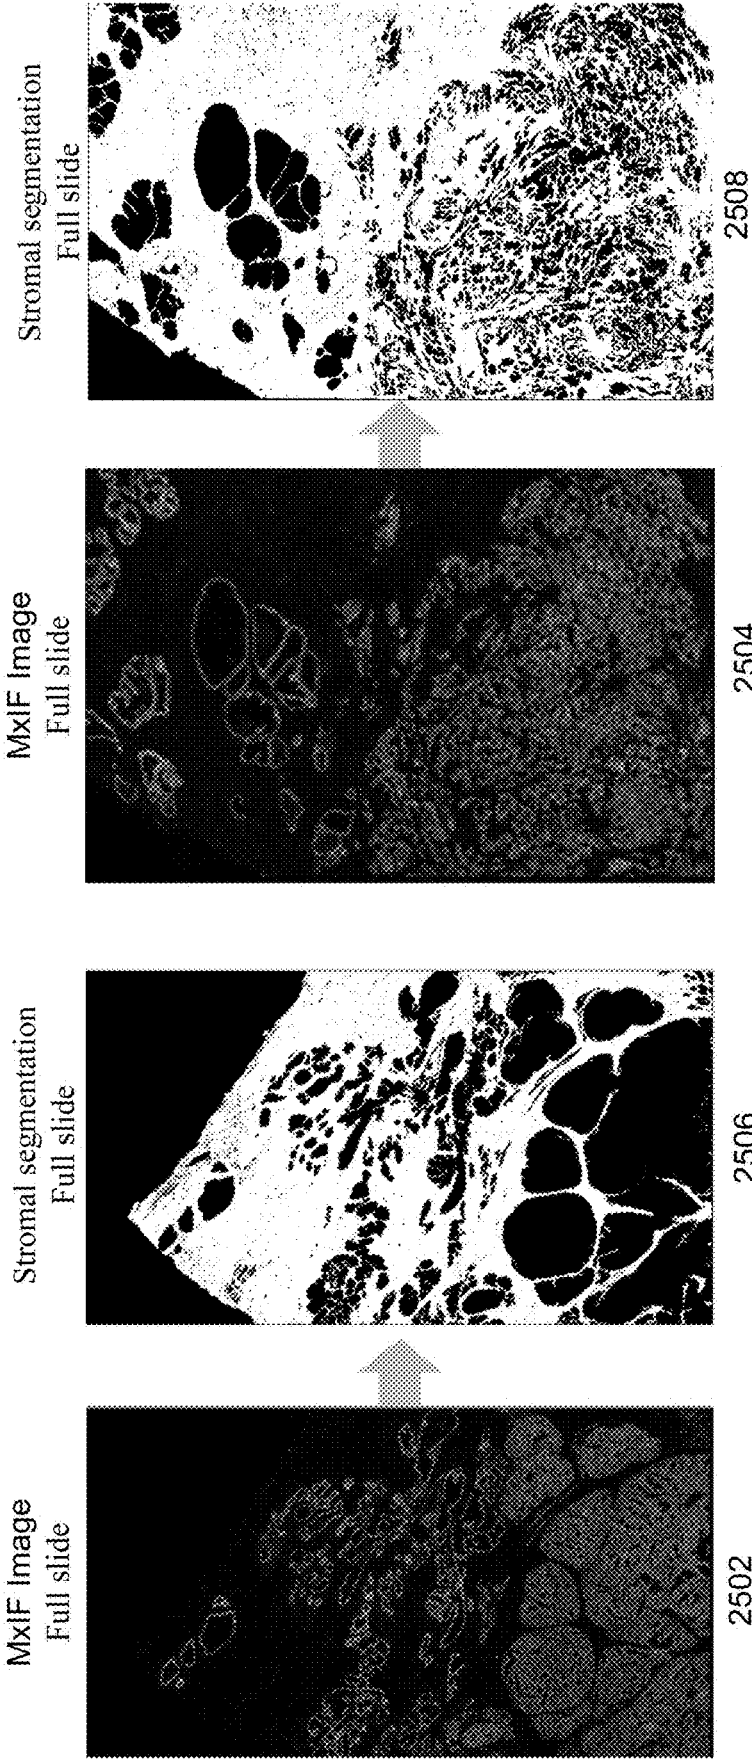 MxIF Image
Full slide
2502
Stromal segmentation
Full slide
2506
MxIF Image
Full slide
2504
Stromal segmentation
Full slide
2508